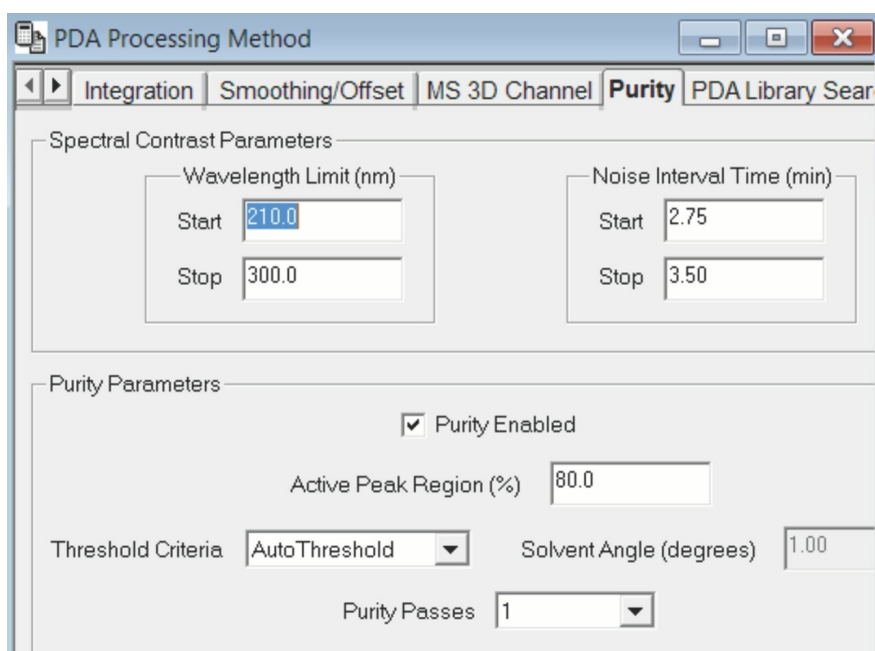 PDA Processing Method
Integration Smoothing/Offset MS 3D Channel Purity PDA Library Sear
Spectral Contrast Parameters
Wavelength Limit (nm) Noise Interval Time (min)
Start 210.0 Start 2.75
Stop 300.0 Stop 3.50
Purity Parameters
Purity Enabled
Active Peak Region (%) 80.0
Threshold Criteria AutoThreshold Solvent Angle (degrees) 1.00
Purity Passes 1